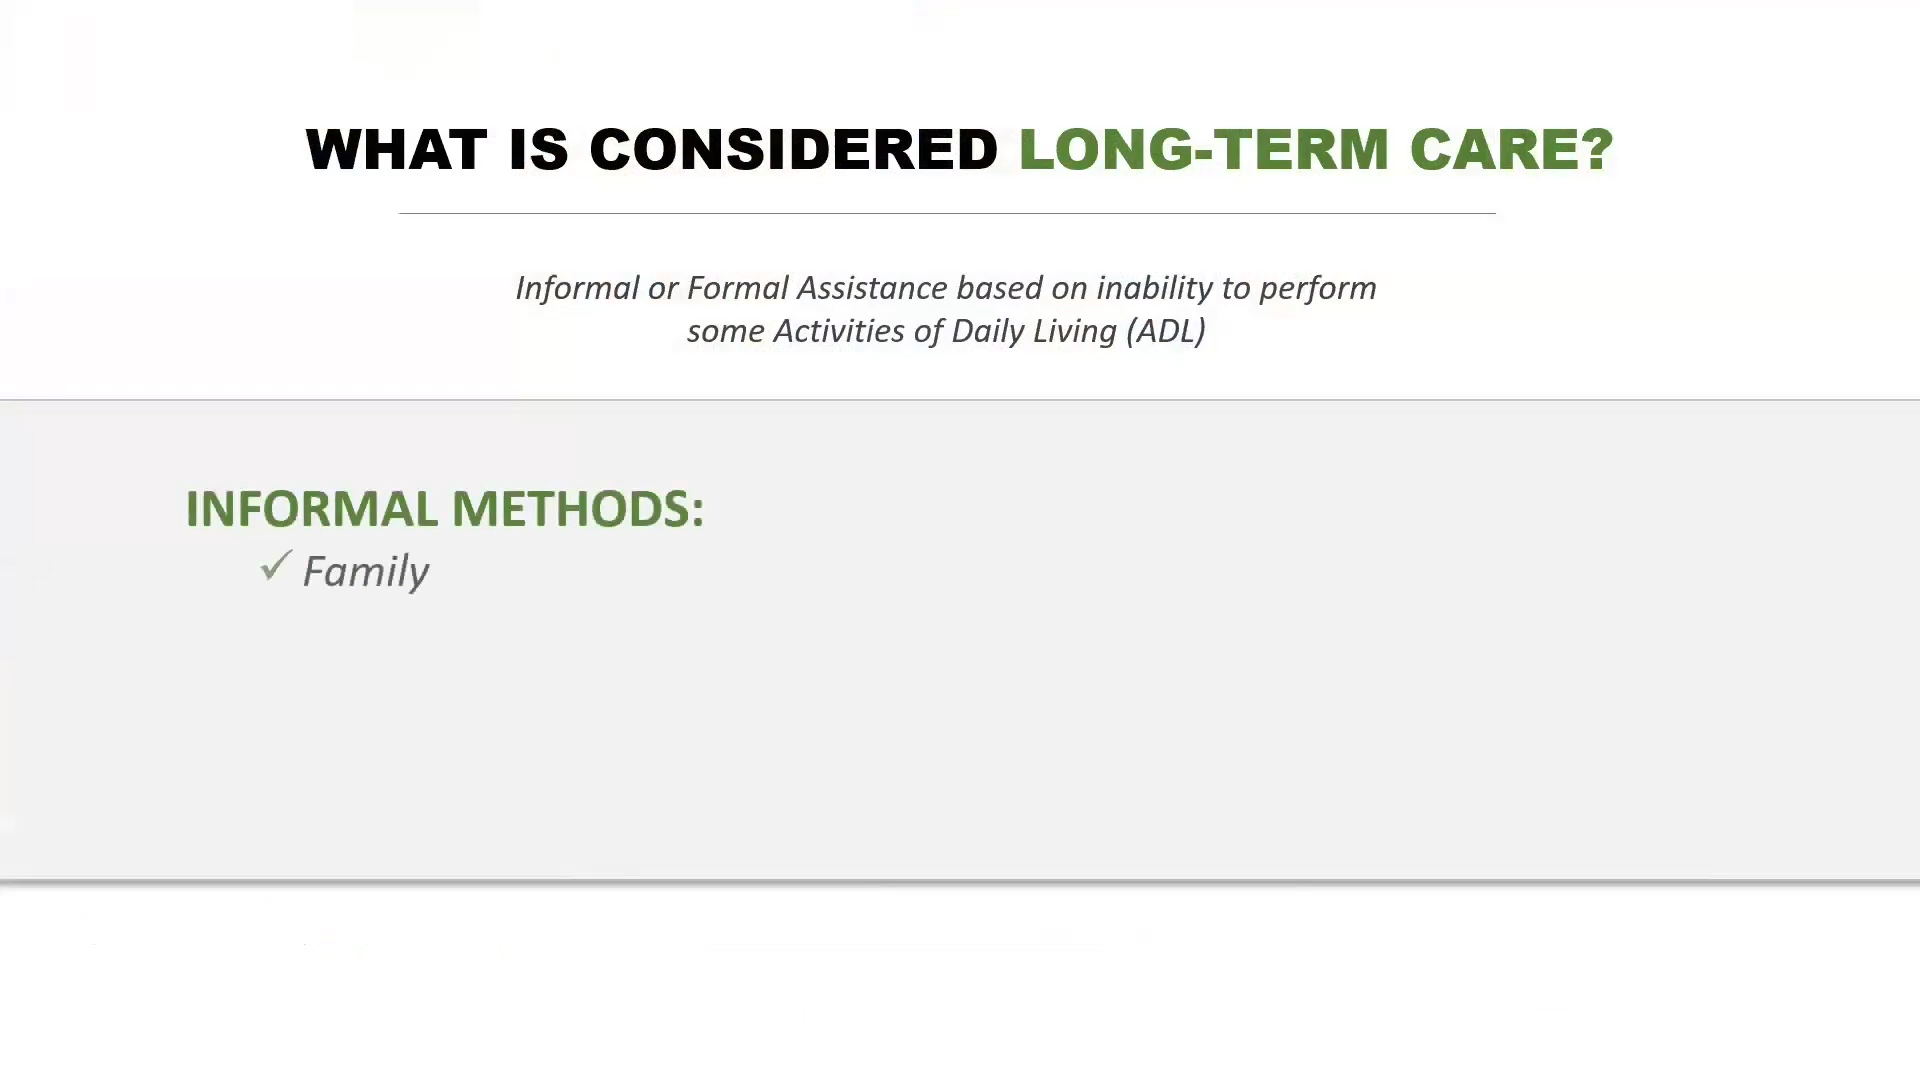 WHAT IS CONSIDERED LONG-TERM CARE?
Informal or Formal Assistance based on inability to perform
some Activities of Daily Living (ADL)
INFORMAL METHODS:
✓ Family